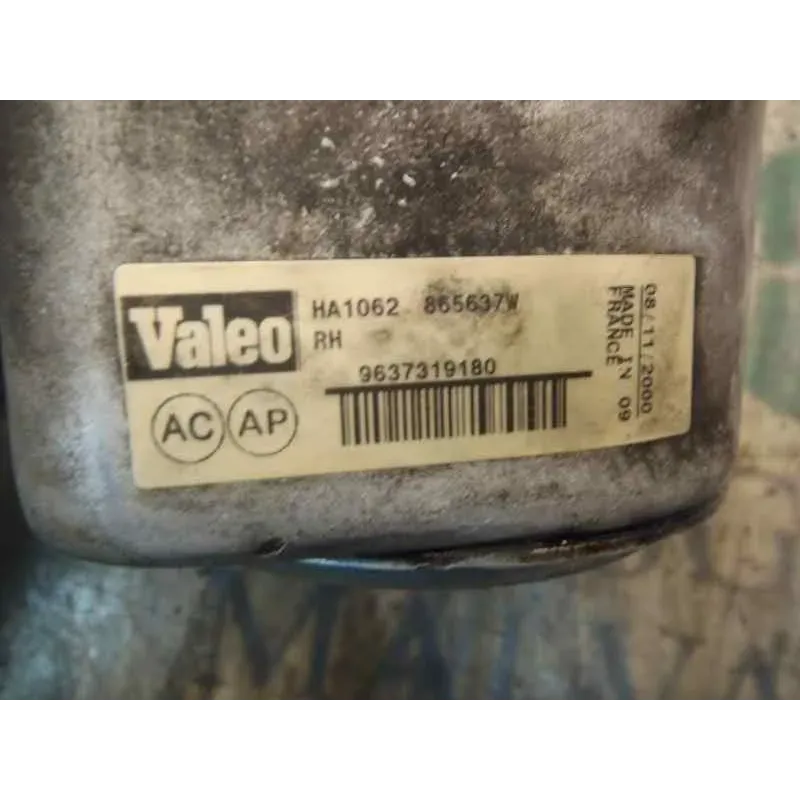 Valeo
HA1062 865637W
RH
9637319180
AC AP
08/11/2000
MADE IN 09
FRANCE